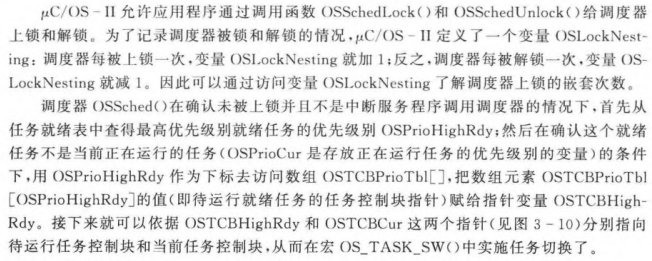 μC/OS-II 允许应用程序通过调用函数 OSSchedLock()和 OSSchedUnlock()给调度器
上锁和解锁。为了记录调度器被锁和解锁的情况,μC/OS-II 定义了一个变量 OSLockNest-
ing:调度器每被上锁一次,变量 OSLockNesting 就加 1;反之,调度器每被解锁一次,变量 OS-
LockNesting 就减 1。因此可以通过访问变量 OSLockNesting 了解调度器上锁的嵌套次数。
调度器 OSSched()在确认未被上锁并且不是中断服务程序调用调度器的情况下,首先从
任务就绪表中查得最高优先级别就绪任务的优先级别 OSPrioHighRdy;然后在确认这个就绪
任务不是当前正在运行的任务(OSPrioCur 是存放正在运行任务的优先级别的变量)的条件
下,用 OSPrioHighRdy 作为下标去访问数组 OSTCBPrioTbl[],把数组元素 OSTCBPrioTbl
[OSPrioHighRdy]的值(即待运行就绪任务的任务控制块指针)赋给指针变量 OSTCBHigh-
Rdy。接下来就可以依据 OSTCBHighRdy 和 OSTCBCur 这两个指针(见图 3-10)分别指向
待运行任务控制块和当前任务控制块,从而在宏 OS_TASK_SW()中实施任务切换了。